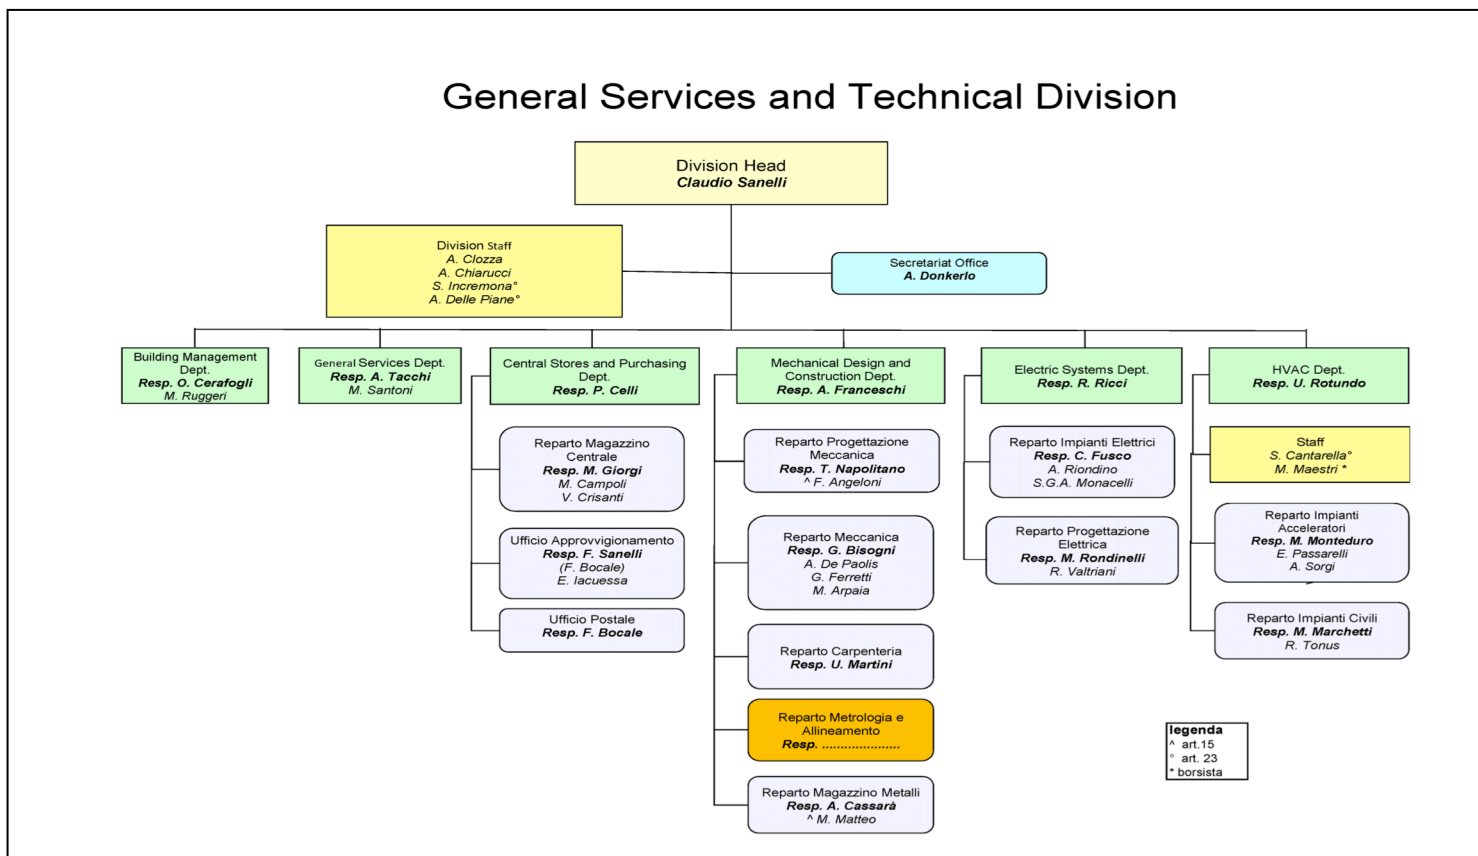 General Services and Technical Division
Division Head
Claudio Sanelli
Division Staff
A. Clozza
A. Chiarucci
S. Incremona°
A. Delle Piane°
Secretariat Office
A. Donkerlo
Building Management
Dept.
Resp. O. Cerafogli
M. Ruggeri
General Services Dept.
Resp. A. Tacchi
M. Santoni
Central Stores and Purchasing
Dept.
Resp. P. Celli
Mechanical Design and
Construction Dept.
Resp. A. Franceschi
Electric Systems Dept.
Resp. R. Ricci
HVAC Dept.
Resp. U. Rotundo
Reparto Magazzino
Centrale
Resp. M. Giorgi
M. Campoli
V. Crisanti
Ufficio Approvvigionamento
Resp. F. Sanelli
(F. Bocale)
E. Iacuessa
Ufficio Postale
Resp. F. Bocale
Reparto Progettazione
Meccanica
Resp. T. Napolitano
^ F. Angeloni
Reparto Meccanica
Resp. G. Bisogni
A. De Paolis
G. Ferretti
M. Arpaia
Reparto Carpenteria
Resp. U. Martini
Reparto Metrologia e
Allineamento
Resp. .....................
Reparto Magazzino Metalli
Resp. A. Cassarà
^ M. Matteo
Reparto Impianti Elettrici
Resp. C. Fusco
A. Riondino
S.G.A. Monacelli
Reparto Progettazione
Elettrica
Resp. M. Rondinelli
R. Valtriani
Staff
S. Cantarella°
M. Maestri *
Reparto Impianti
Acceleratori
Resp. M. Monteduro
E. Passarelli
A. Sorgi
Reparto Impianti Civili
Resp. M. Marchetti
R. Tonus
legenda
^ art.15
° art. 23
* borsista